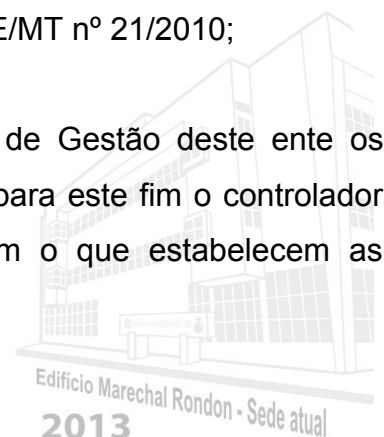 E/MT nº 21/2010;
de Gestão deste ente os
para este fim o controlador
m o que estabelecem as
Edifício Marechal Rondon - Sede atual
2013